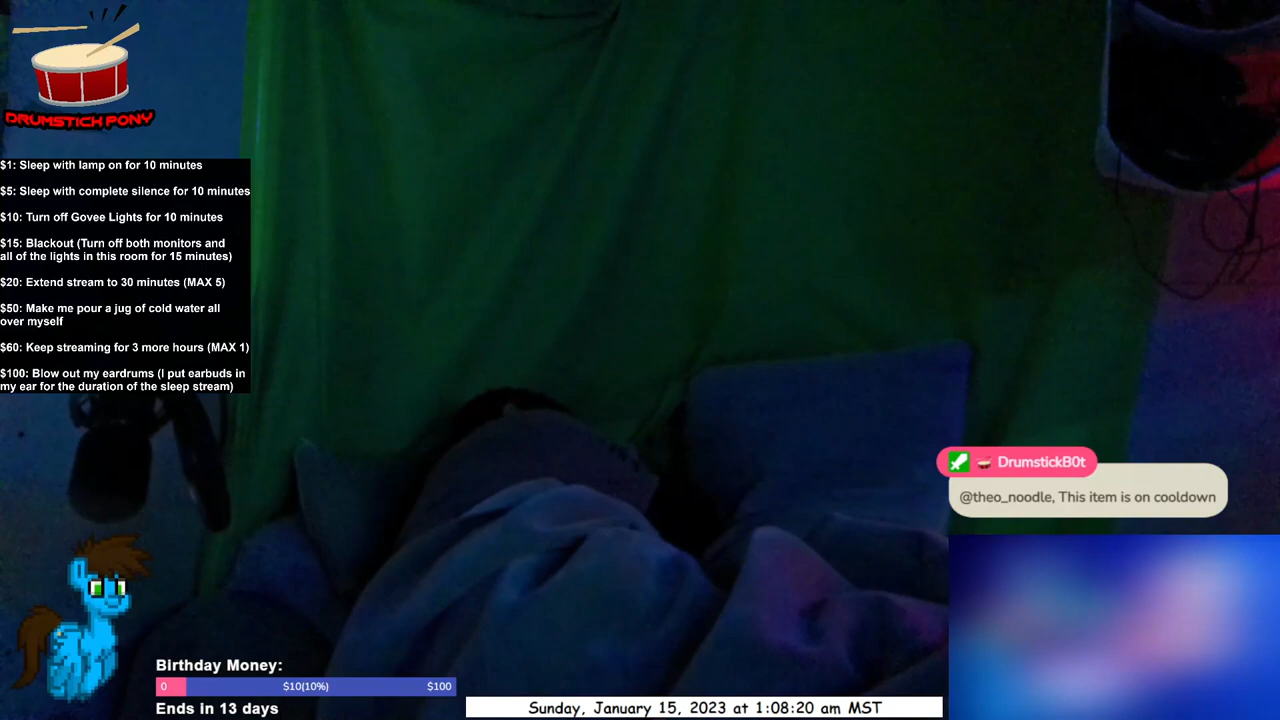 DRUMSTICK PONY
$1: Sleep with lamp on for 10 minutes
$5: Sleep with complete silence for 10 minutes
$10: Turn off Govee Lights for 10 minutes
$15: Blackout (Turn off both monitors and
all of the lights in this room for 15 minutes)
$20: Extend stream to 30 minutes (MAX 5)
$50: Make me pour a jug of cold water all
over myself
$60: Keep streaming for 3 more hours (MAX 1)
$100: Blow out my eardrums (I put earbuds in
my ear for the duration of the sleep stream)
DrumstickB0t
@theo_noodle, This item is on cooldown
Birthday Money:
0 $10(10%) $100
Ends in 13 days
Sunday, January 15, 2023 at 1:08:20 am MST